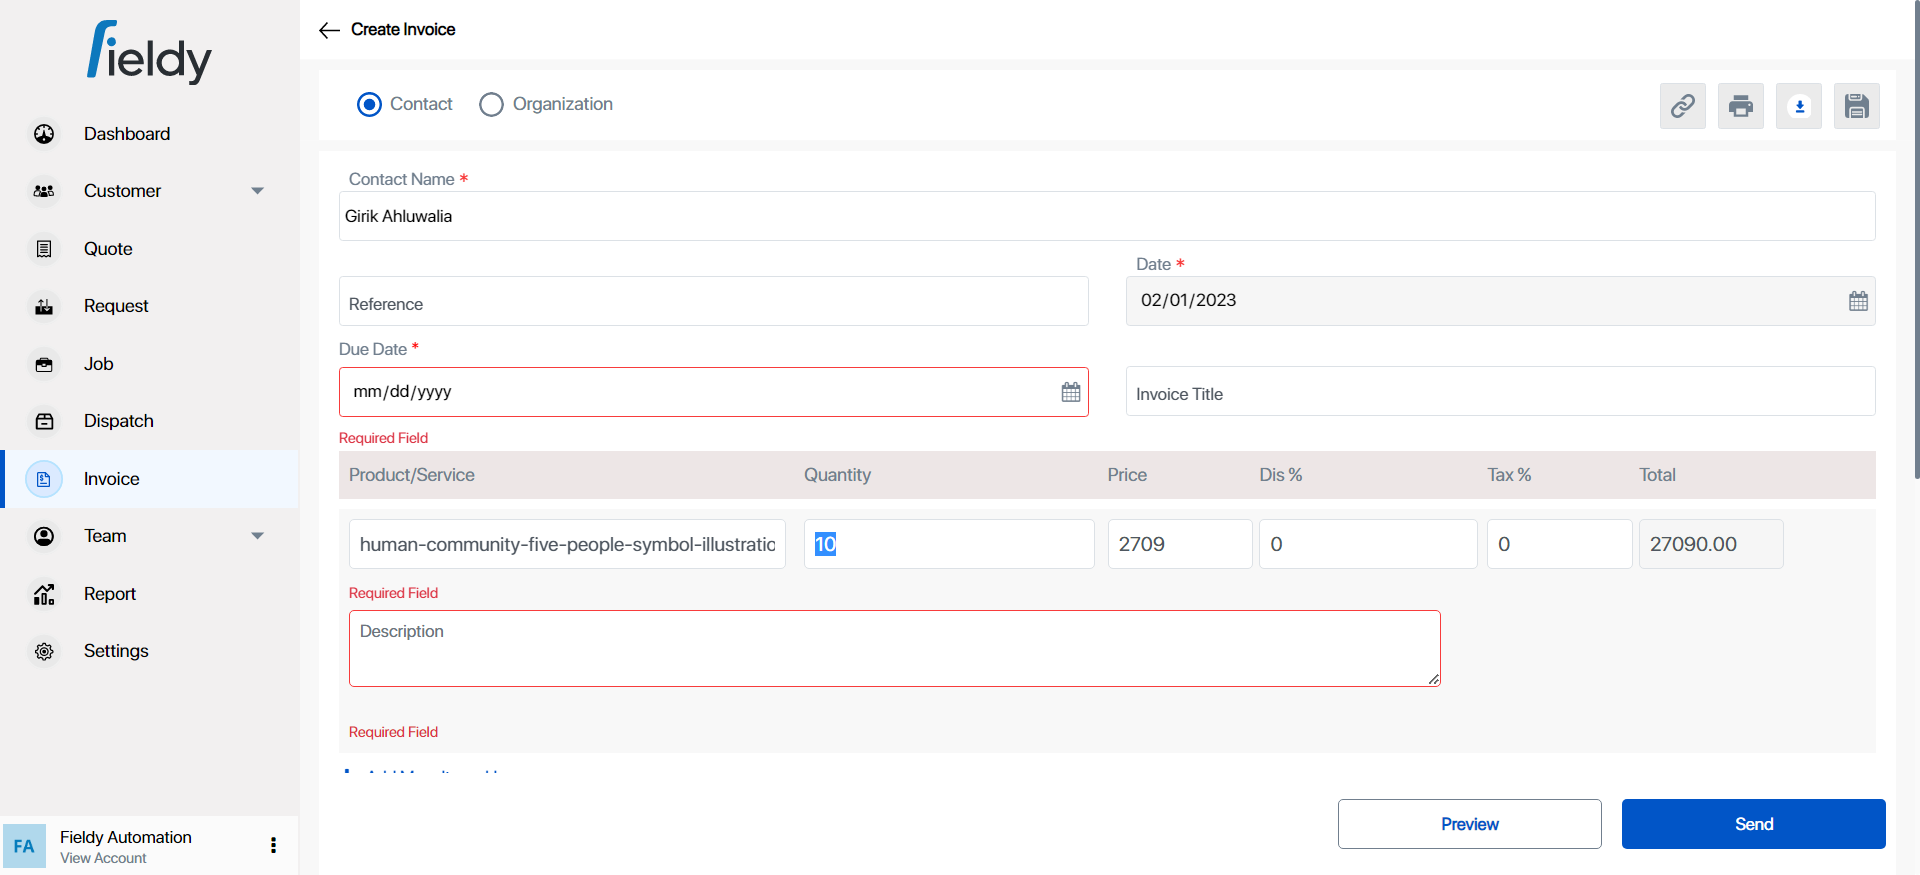 fieldy
Dashboard
Customer
Quote
Request
Job
Dispatch
Invoice
Team
Report
Settings
FA
Fieldy Automation
View Account
Create Invoice
Contact
Organization
Contact Name *
Girik Ahluwalia
Reference
Date *
02/01/2023
Due Date *
mm/dd/yyyy
Invoice Title
Required Field
Product/Service Quantity Price Dis % Tax % Total
human-community-five-people-symbol-illustratio 10 2709 0 0 27090.00
Required Field
Description
Required Field
Preview
Send